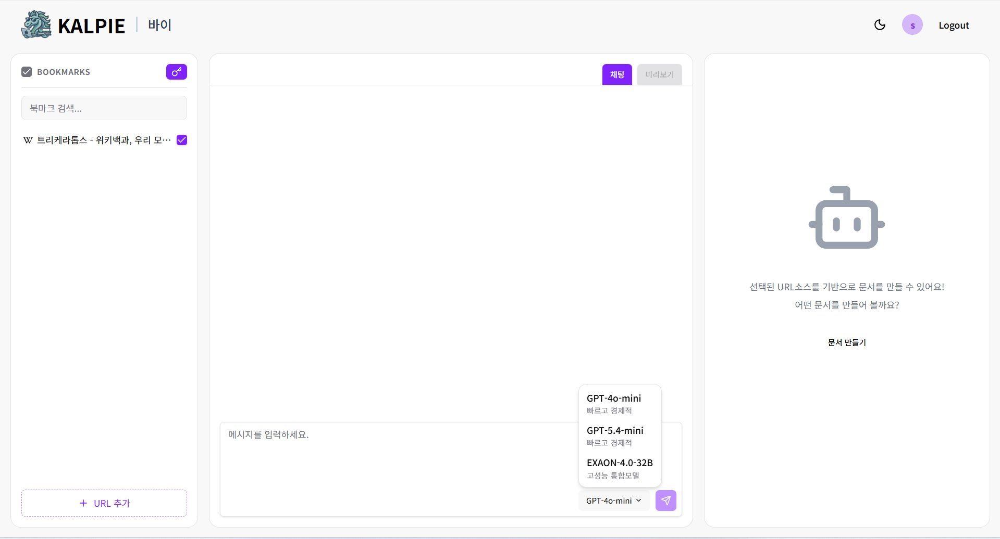 KALPIE
바이
s
Logout
BOOKMARKS
북마크 검색...
W 트리케라톱스 - 위키백과, 우리 모…
+ URL 추가
채팅
미리보기
메시지를 입력하세요.
GPT-4o-mini
빠르고 경제적
GPT-5.4-mini
빠르고 경제적
EXAON-4.0-32B
고성능 통합모델
GPT-4o-mini
선택된 URL소스를 기반으로 문서를 만들 수 있어요!
어떤 문서를 만들어 볼까요?
문서 만들기